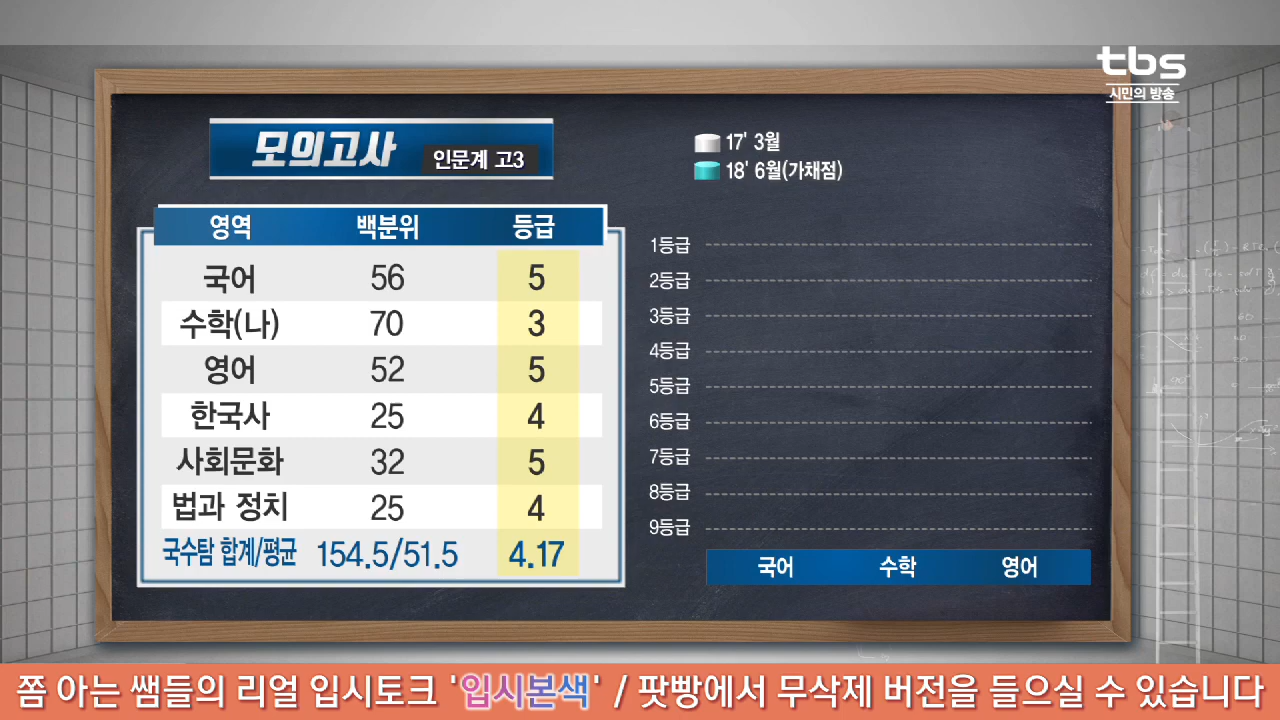 tbs
시민의 방송
모의고사 인문계 고3
영역 백분위 등급
국어 56 5
수학(나) 70 3
영어 52 5
한국사 25 4
사회문화 32 5
법과 정치 25 4
국수탐 합계/평균 154.5/51.5 4.17
17' 3월
18' 6월(가채점)
1등급
2등급
3등급
4등급
5등급
6등급
7등급
8등급
9등급
국어 수학 영어
쫌 아는 쌤들의 리얼 입시토크 '입시본색' / 팟빵에서 무삭제 버전을 들으실 수 있습니다